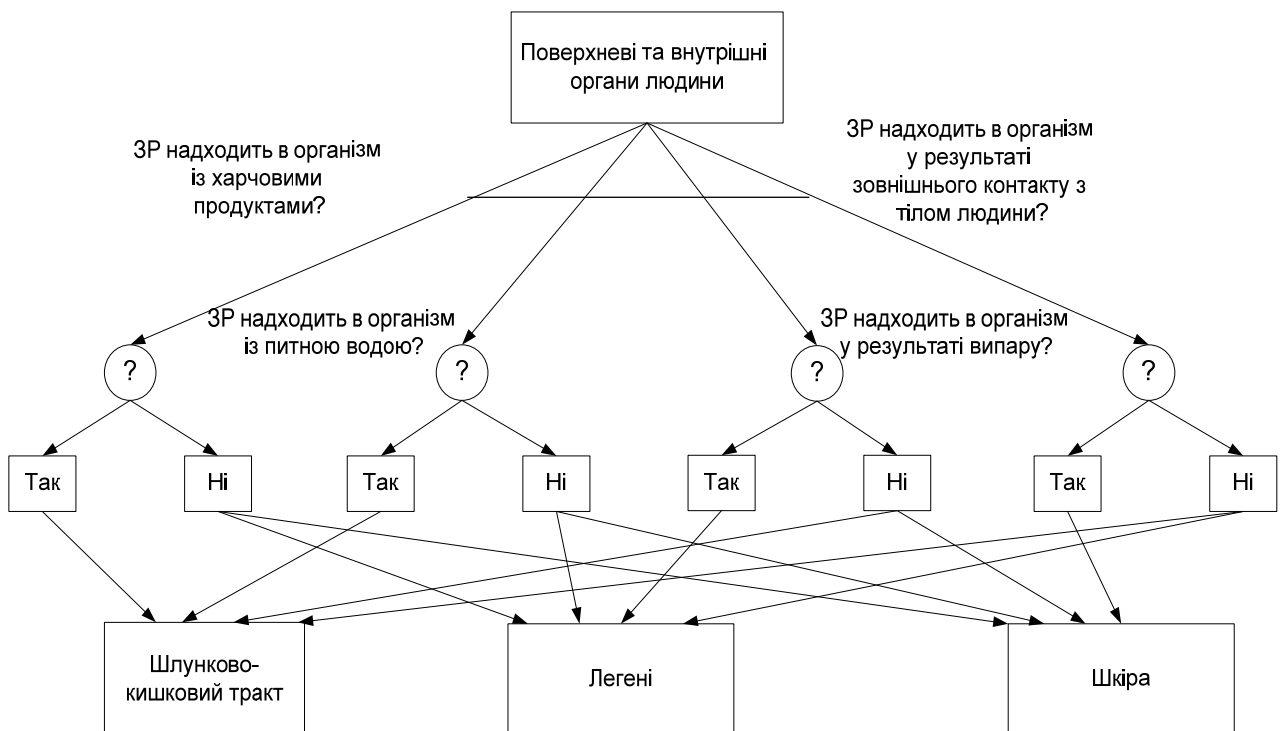 Поверхневі та внутрішні
органи людини
ЗР надходить в організм
із харчовими
продуктами?
ЗР надходить в організм
у результаті
зовнішнього контакту з
тілом людини?
ЗР надходить в організм
із питною водою?
ЗР надходить в організм
у результаті випару?
?
?
?
?
Так
Ні
Так
Ні
Так
Ні
Так
Ні
Шлунково-
кишковий тракт
Легені
Шкіра